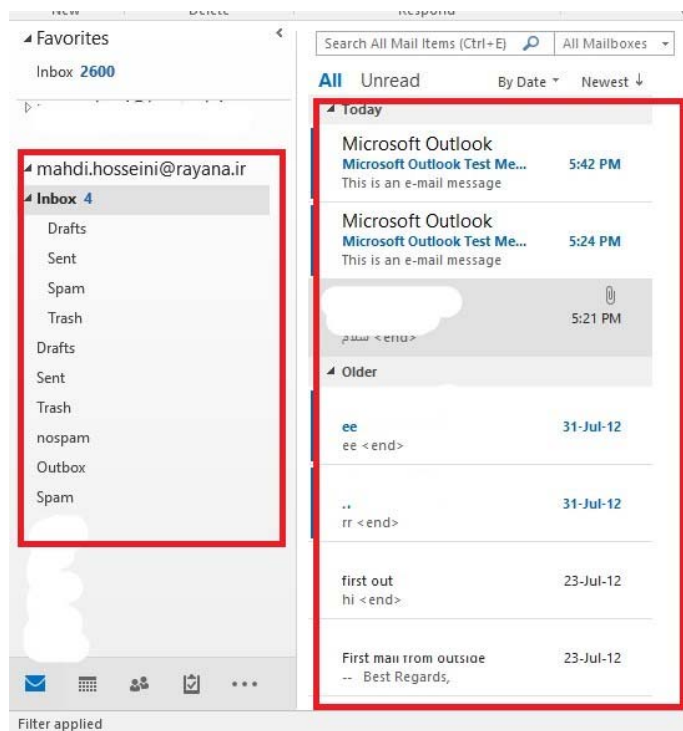 Favorites
Inbox 2600
mahdi.hosseini@rayana.ir
Inbox 4
Drafts
Sent
Spam
Trash
Drafts
Sent
Trash
nospam
Outbox
Spam
Search All Mail Items (Ctrl+E) All Mailboxes
All Unread By Date Newest
Today
Microsoft Outlook
Microsoft Outlook Test Me... 5:42 PM
This is an e-mail message
Microsoft Outlook
Microsoft Outlook Test Me... 5:24 PM
This is an e-mail message
5:21 PM
سلام <end>
Older
ee 31-Jul-12
ee <end>
.. 31-Jul-12
rr <end>
first out 23-Jul-12
hi <end>
First mail from outside 23-Jul-12
-- Best Regards,
Filter applied